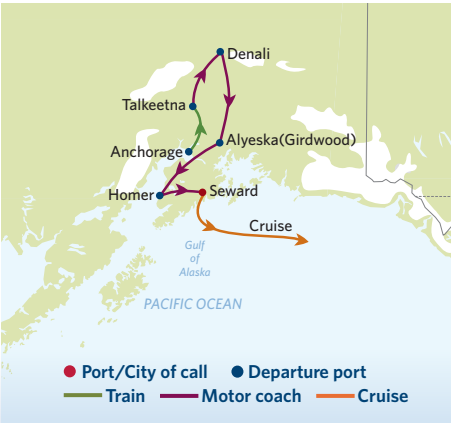 Denali
Talkeetna
Alyeska(Girdwood)
Anchorage
Homer
Seward
Cruise
Gulf
of
Alaska
PACIFIC OCEAN
Port/City of call Departure port
Train Motor coach Cruise